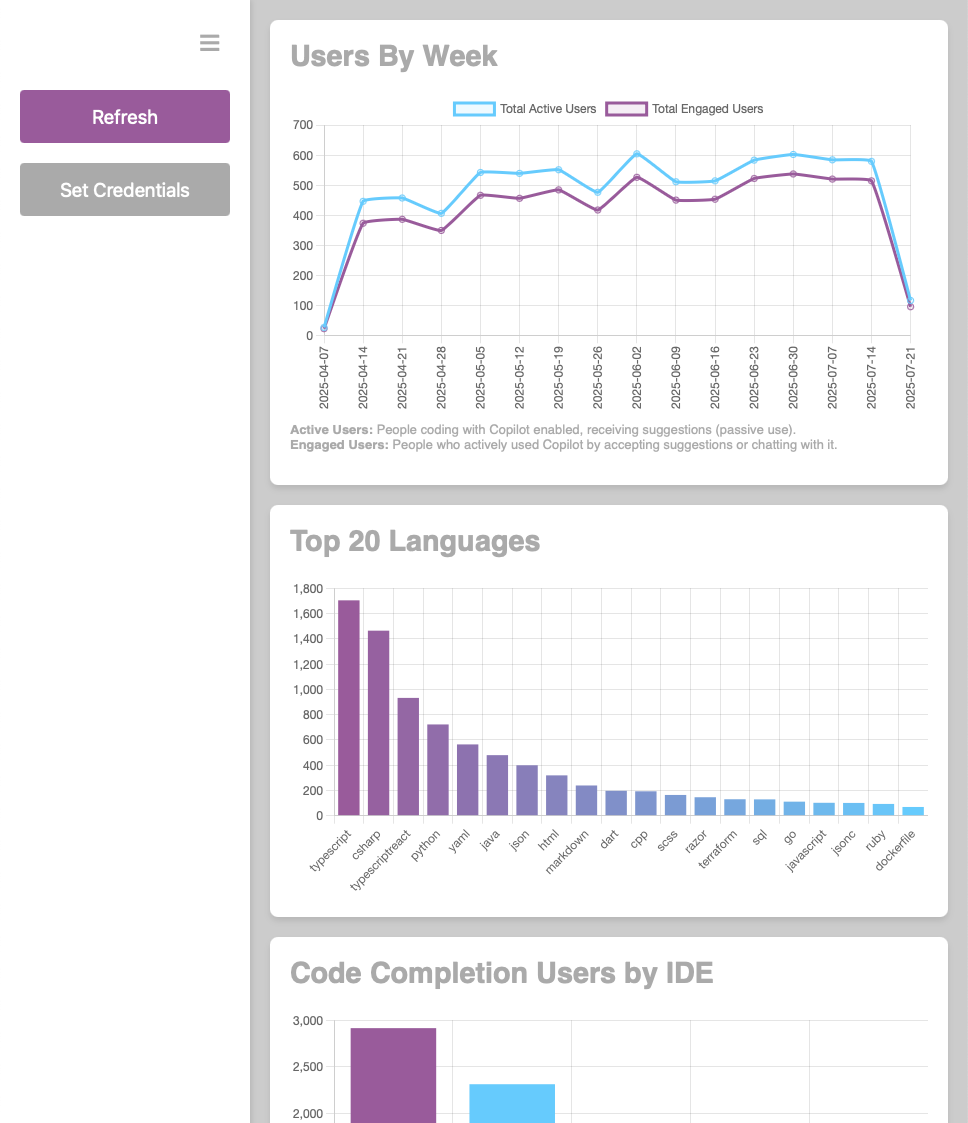 Refresh
Set Credentials
Users By Week
Total Active Users Total Engaged Users
700
600
500
400
300
200
100
0
2025-04-07 2025-04-14 2025-04-21 2025-04-28 2025-05-05 2025-05-12 2025-05-19 2025-05-26 2025-06-02 2025-06-09 2025-06-16 2025-06-23 2025-06-30 2025-07-07 2025-07-14 2025-07-21
Active Users: People coding with Copilot enabled, receiving suggestions (passive use).
Engaged Users: People who actively used Copilot by accepting suggestions or chatting with it.
Top 20 Languages
1,800
1,600
1,400
1,200
1,000
800
600
400
200
0
typescript csharp typescriptreact python yaml java json html markdown dart cpp scss razor terraform sql go javascript jsonc ruby dockerfile
Code Completion Users by IDE
3,000
2,500
2,000